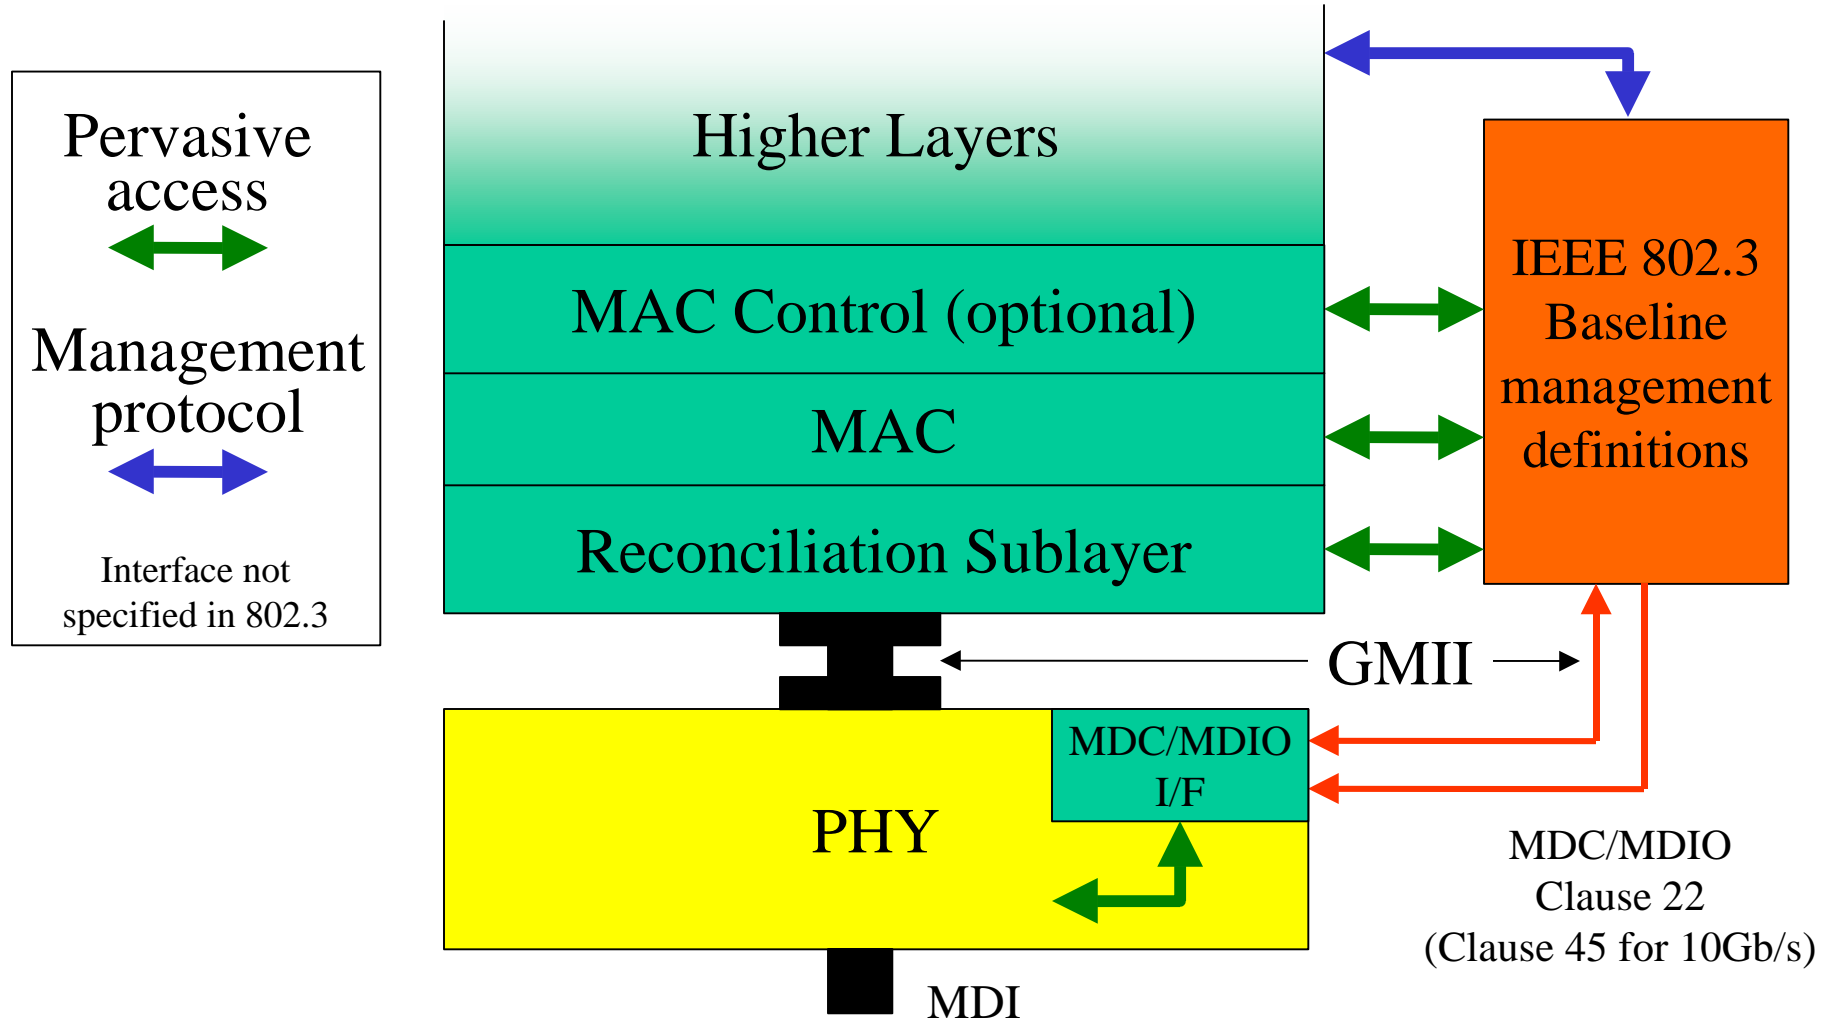 Pervasive
access
Management
protocol
Interface not
specified in 802.3
Higher Layers
MAC Control (optional)
MAC
Reconciliation Sublayer
IEEE 802.3
Baseline
management
definitions
GMII
MDC/MDIO
I/F
PHY
MDC/MDIO
Clause 22
(Clause 45 for 10Gb/s)
MDI